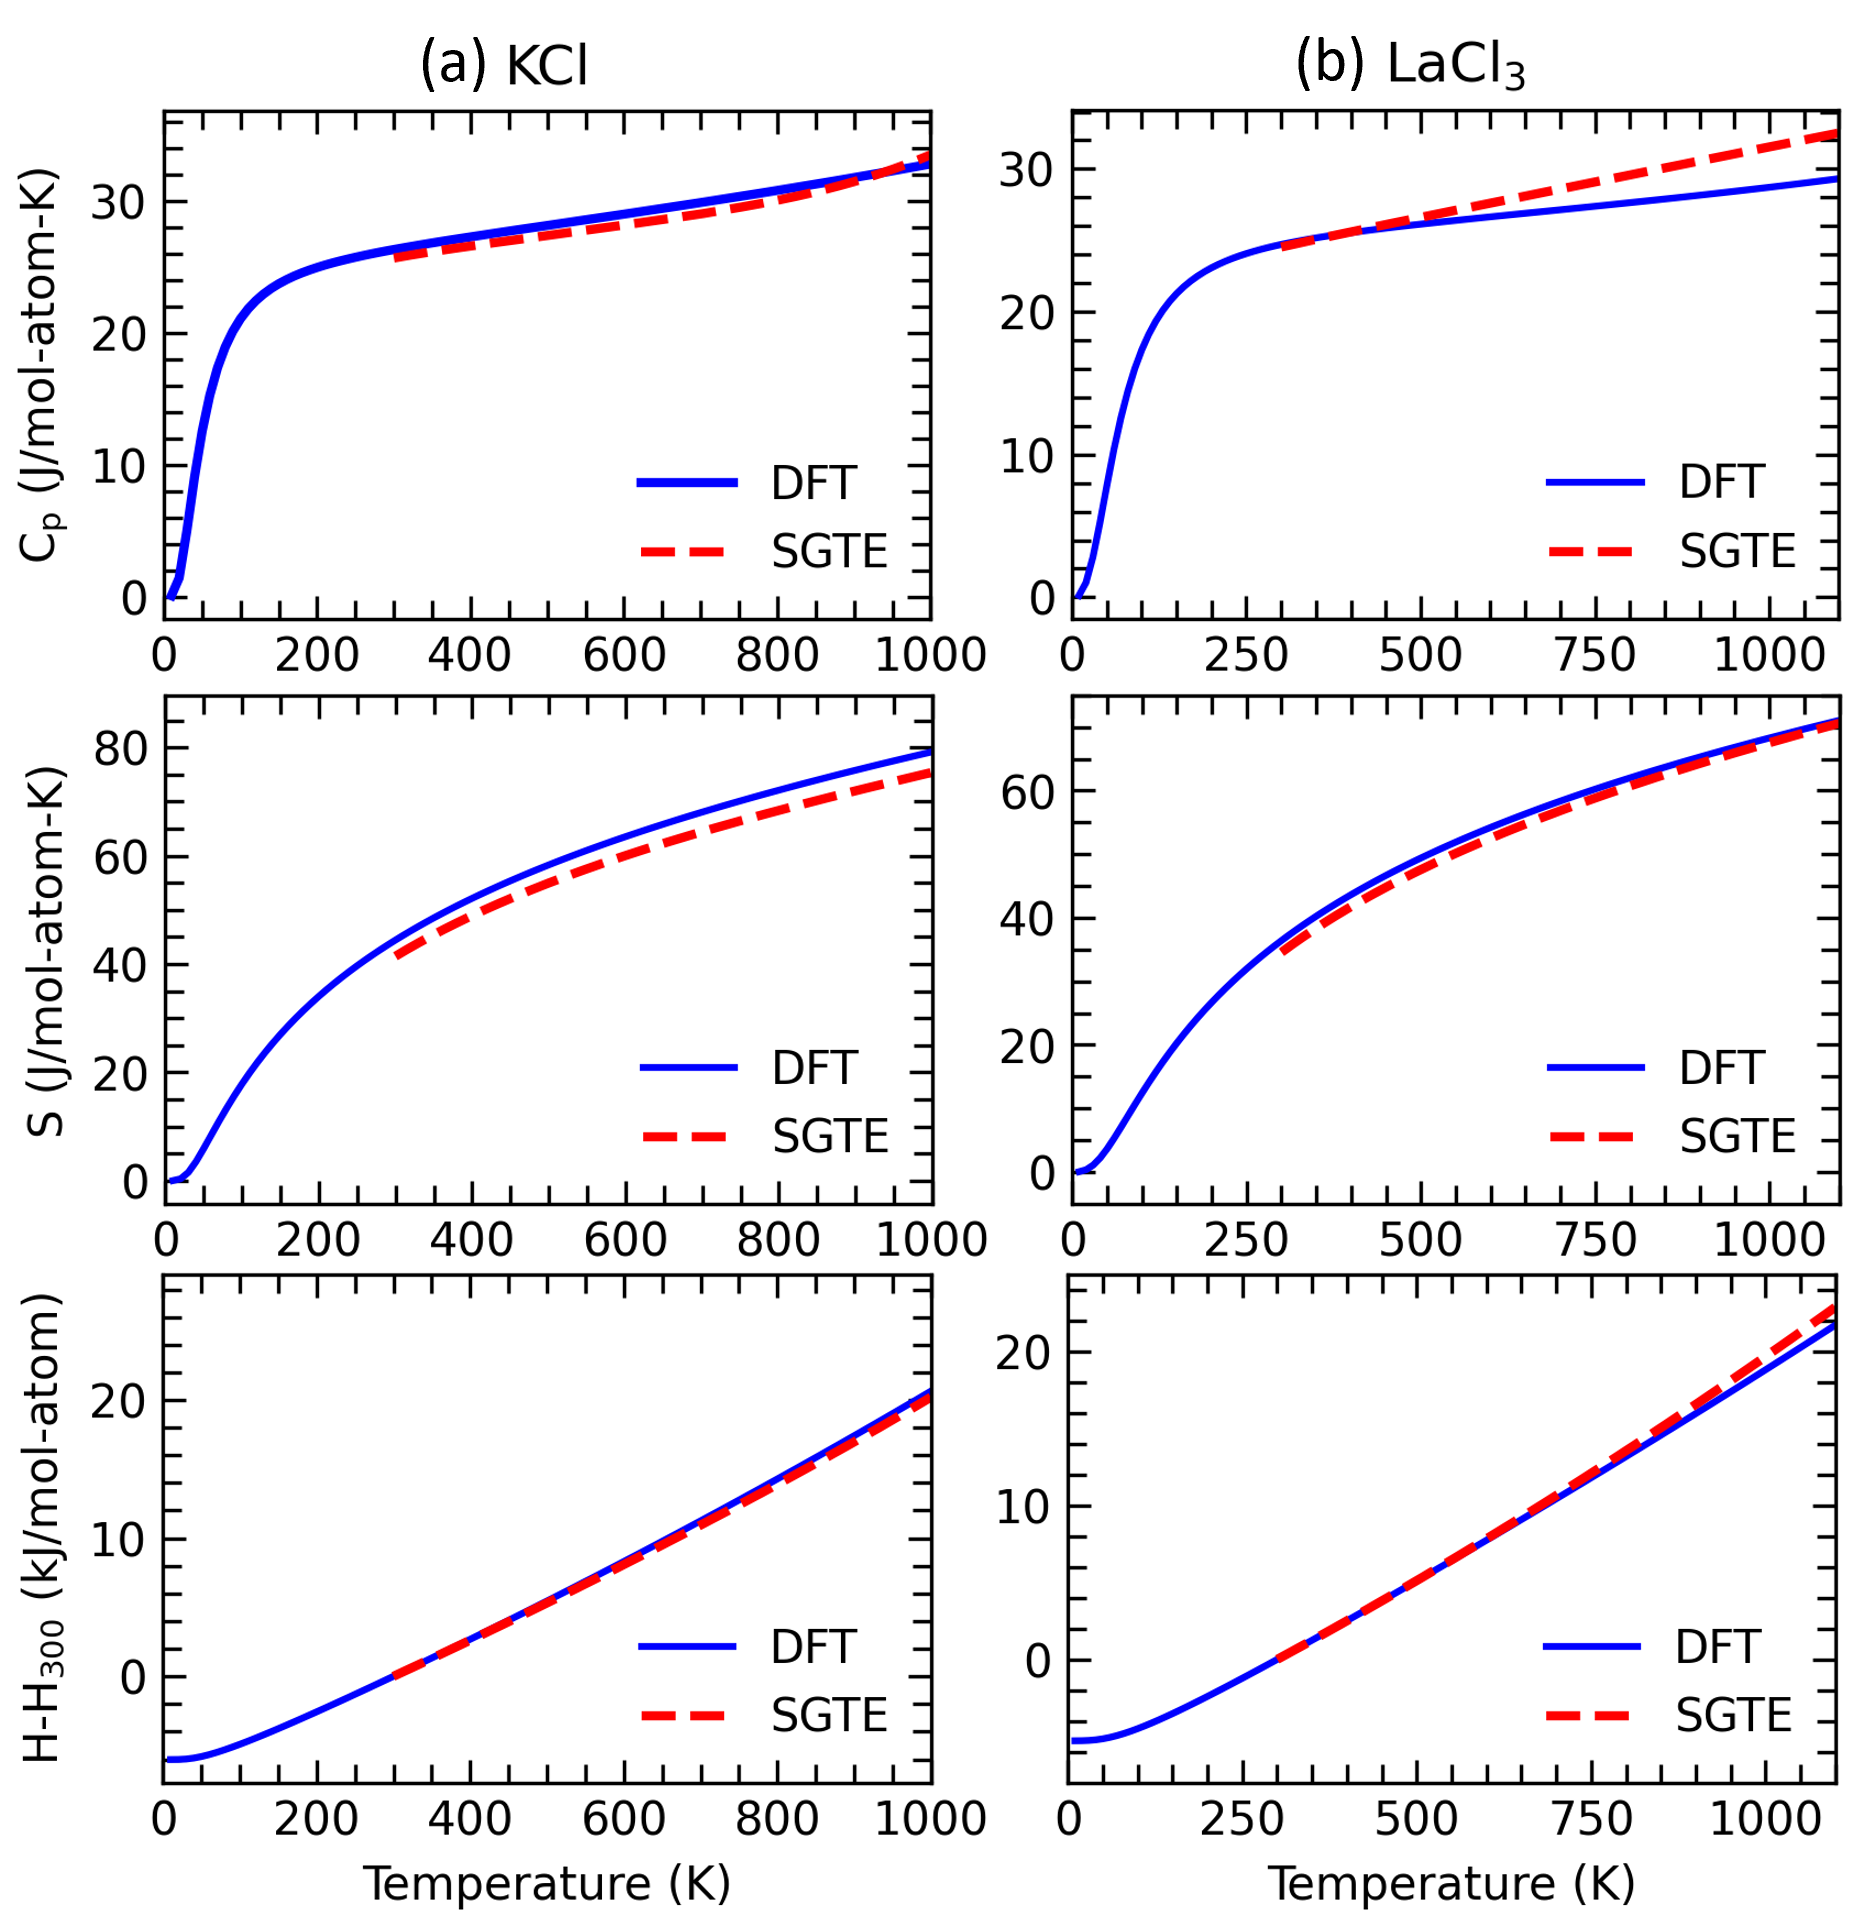 (a) KCl
(b) LaCl₃
Cₚ (J/mol-atom-K)
30
20
10
0
DFT
SGTE
0 200 400 600 800 1000
30
20
10
0
DFT
SGTE
0 250 500 750 1000
S (J/mol-atom-K)
80
60
40
20
0
DFT
SGTE
0 200 400 600 800 1000
60
40
20
0
DFT
SGTE
0 250 500 750 1000
H-H₃₀₀ (kJ/mol-atom)
20
10
0
DFT
SGTE
0 200 400 600 800 1000
Temperature (K)
20
10
0
DFT
SGTE
0 250 500 750 1000
Temperature (K)